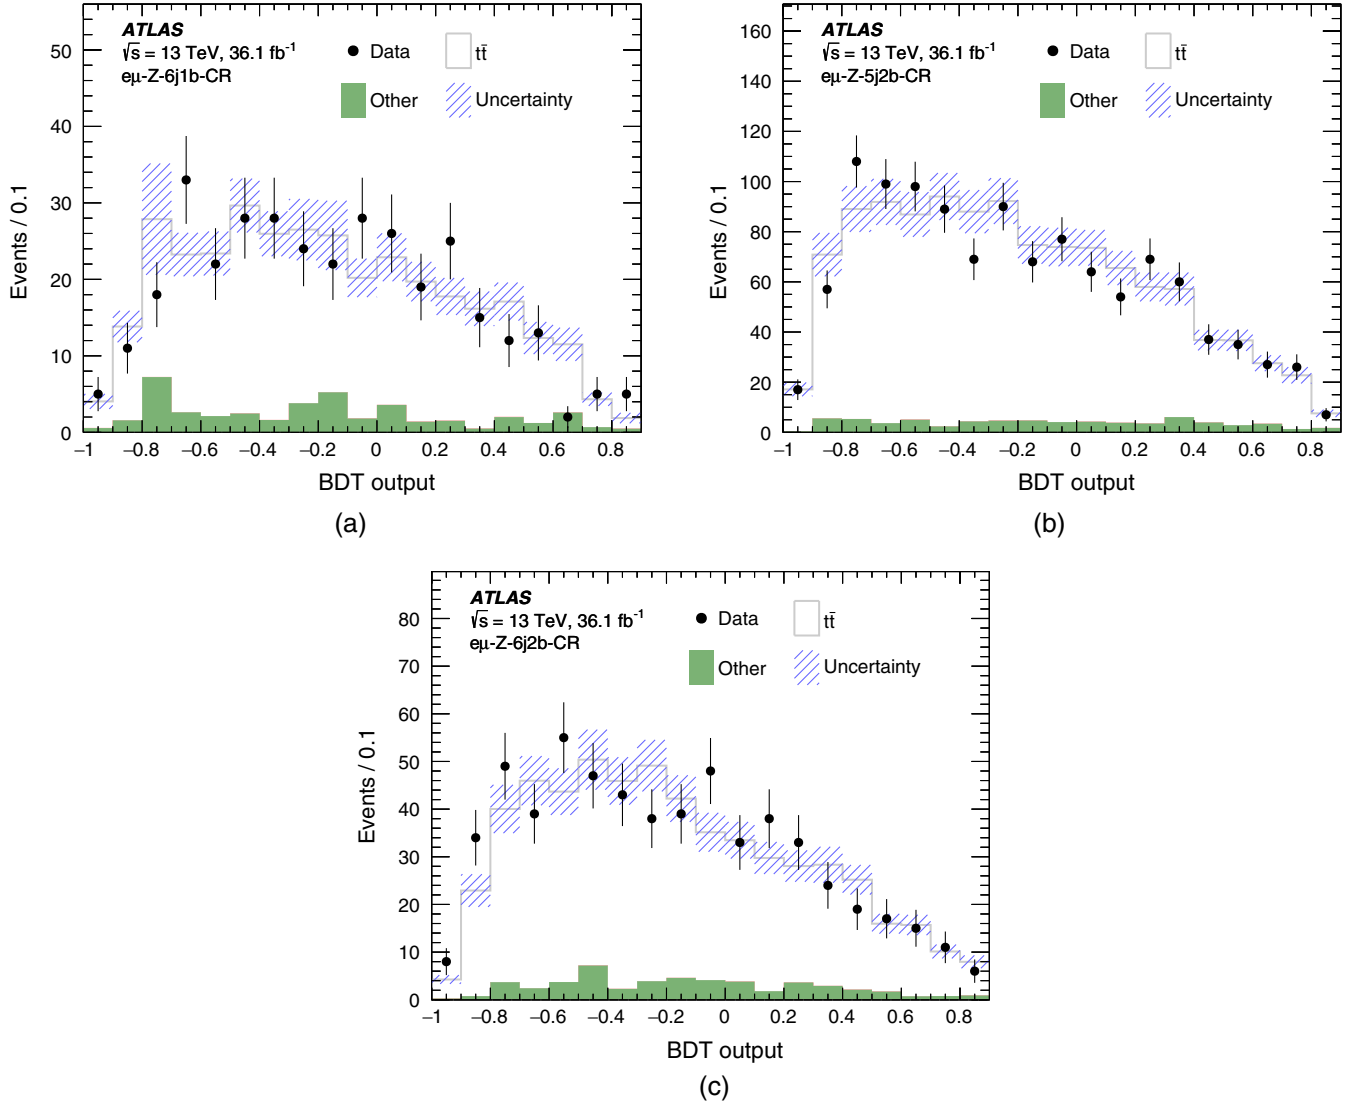 ATLAS
√s = 13 TeV, 36.1 fb⁻¹
eμ-Z-6j1b-CR
Data
tt̄
Other
Uncertainty
Events / 0.1
50
40
30
20
10
0
−1 −0.8 −0.6 −0.4 −0.2 0 0.2 0.4 0.6 0.8
BDT output
(a)
ATLAS
√s = 13 TeV, 36.1 fb⁻¹
eμ-Z-5j2b-CR
Data
tt̄
Other
Uncertainty
Events / 0.1
160
140
120
100
80
60
40
20
0
−1 −0.8 −0.6 −0.4 −0.2 0 0.2 0.4 0.6 0.8
BDT output
(b)
ATLAS
√s = 13 TeV, 36.1 fb⁻¹
eμ-Z-6j2b-CR
Data
tt̄
Other
Uncertainty
Events / 0.1
80
70
60
50
40
30
20
10
0
−1 −0.8 −0.6 −0.4 −0.2 0 0.2 0.4 0.6 0.8
BDT output
(c)